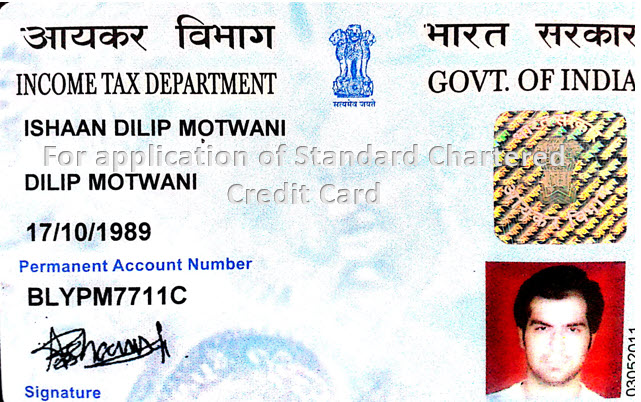 आयकर विभाग
भारत सरकार
INCOME TAX DEPARTMENT
GOVT. OF INDIA
ISHAAN DILIP MOTWANI
For application of Standard Chartered
DILIP MOTWANI
Credit Card
17/10/1989
Permanent Account Number
BLYPM7711C
Signature
सत्यमेव जयते
03052011